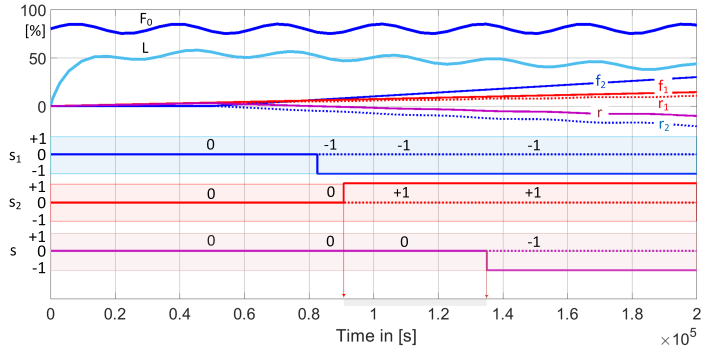 100
[%]
F₀
L
50
0
f₂
f₁
r₁
r
r₂
+1
s₁ 0 0 -1 -1 -1
-1
+1
s₂ 0 0 0 +1 +1
-1
+1
s 0 0 0 0 -1
-1
0 0.2 0.4 0.6 0.8 1 1.2 1.4 1.6 1.8 2
Time in [s]
×10⁵